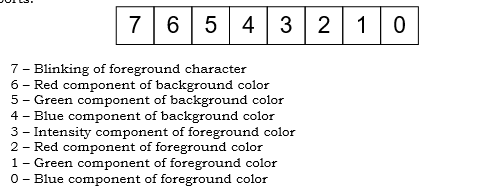 7 6 5 4 3 2 1 0
7 – Blinking of foreground character
6 – Red component of background color
5 – Green component of background color
4 – Blue component of background color
3 – Intensity component of foreground color
2 – Red component of foreground color
1 – Green component of foreground color
0 – Blue component of foreground color